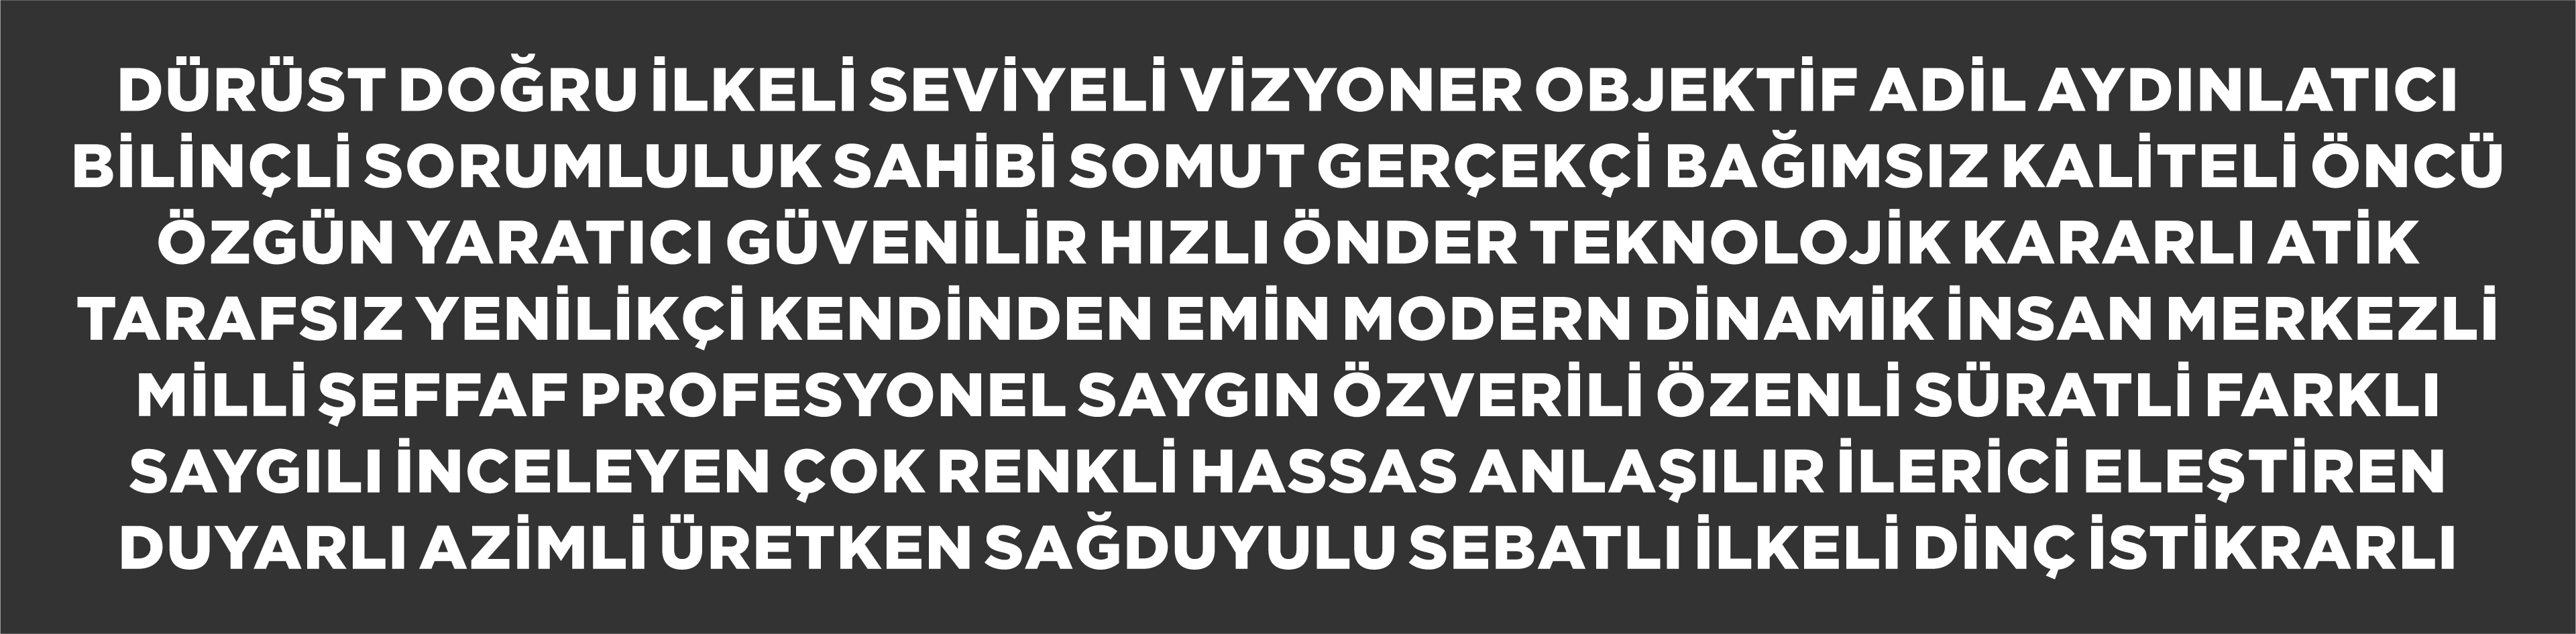 DÜRÜST DOĞRU İLKELİ SEVİYELİ VİZYONER OBJEKTİF ADİL AYDINLATICI
BİLİNÇLİ SORUMLULUK SAHİBİ SOMUT GERÇEKÇİ BAĞIMSIZ KALİTELİ ÖNCÜ
ÖZGÜN YARATICI GÜVENİLİR HIZLI ÖNDER TEKNOLOJİK KARARLI ATİK
TARAFSIZ YENİLİKÇİ KENDİNDEN EMİN MODERN DİNAMİK İNSAN MERKEZLİ
MİLLİ ŞEFFAF PROFESYONEL SAYGIN ÖZVERİLİ ÖZENLİ SÜRATLİ FARKLI
SAYGILI İNCELEYEN ÇOK RENKLİ HASSAS ANLAŞILIR İLERİCİ ELEŞTİREN
DUYARLI AZİMLİ ÜRETKEN SAĞDUYULU SEBATLI İLKELİ DİNÇ İSTİKRARLI